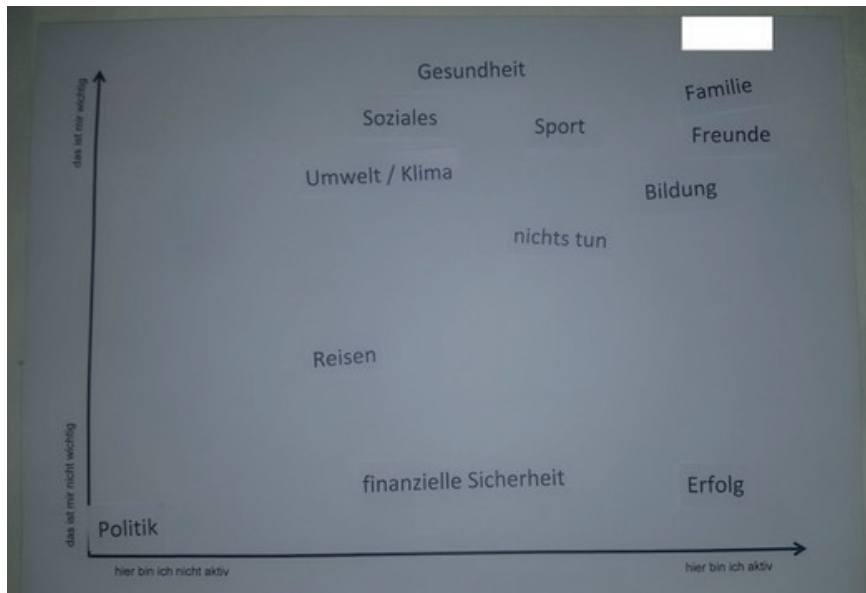 Gesundheit
Familie
das ist mir wichtig
Soziales
Sport
Freunde
Umwelt / Klima
Bildung
nichts tun
Reisen
das ist mir nicht wichtig
finanzielle Sicherheit
Erfolg
Politik
hier bin ich nicht aktiv
hier bin ich aktiv